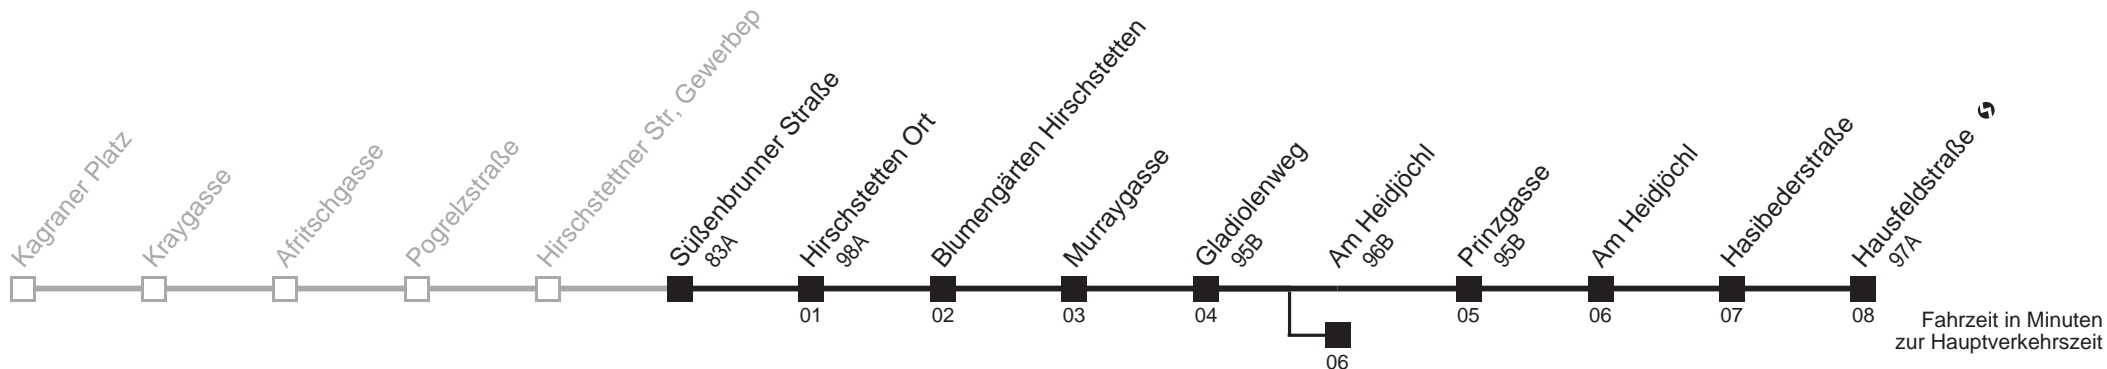 Kagraner Platz
Kraygasse
Afritschgasse
Pogrelzstraße
Hirschstettner Str, Gewerbep
Süßenbrunner Straße
83A
Hirschstetten Ort
98A
Blumengärten Hirschstetten
Murraygasse
Gladiolenweg
95B
Am Heidjöchl
96B
Prinzgasse
95B
Am Heidjöchl
Hasibederstraße
Hausfeldstraße
97A
01
02
03
04
05
06
07
08
06
Fahrzeit in Minuten
zur Hauptverkehrszeit